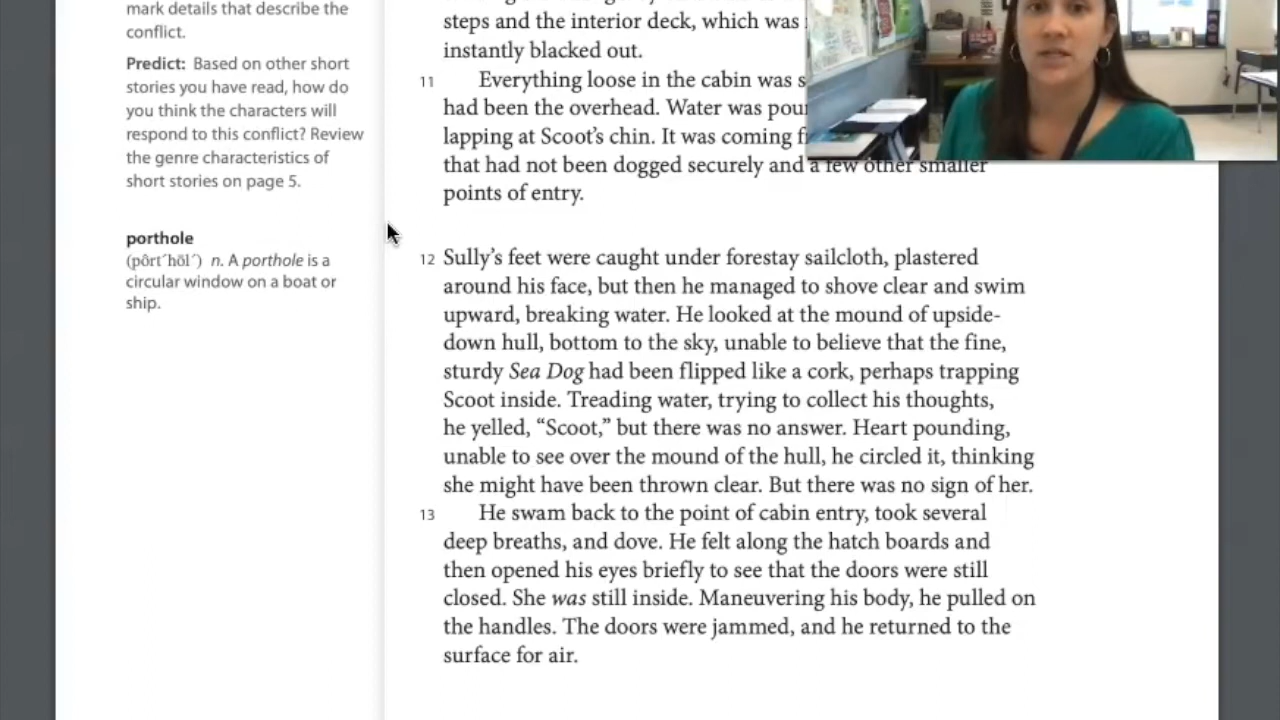 mark details that describe the
conflict.
Predict: Based on other short
stories you have read, how do
you think the characters will
respond to this conflict? Review
the genre characteristics of
short stories on page 5.
porthole
(pôrt´hōl´) n. A porthole is a
circular window on a boat or
ship.
steps and the interior deck, which was
instantly blacked out.
11 Everything loose in the cabin was s
had been the overhead. Water was pou
lapping at Scoot’s chin. It was coming f
that had not been dogged securely and a few other smaller
points of entry.
12 Sully’s feet were caught under forestay sailcloth, plastered
around his face, but then he managed to shove clear and swim
upward, breaking water. He looked at the mound of upside-
down hull, bottom to the sky, unable to believe that the fine,
sturdy Sea Dog had been flipped like a cork, perhaps trapping
Scoot inside. Treading water, trying to collect his thoughts,
he yelled, “Scoot,” but there was no answer. Heart pounding,
unable to see over the mound of the hull, he circled it, thinking
she might have been thrown clear. But there was no sign of her.
13 He swam back to the point of cabin entry, took several
deep breaths, and dove. He felt along the hatch boards and
then opened his eyes briefly to see that the doors were still
closed. She was still inside. Maneuvering his body, he pulled on
the handles. The doors were jammed, and he returned to the
surface for air.